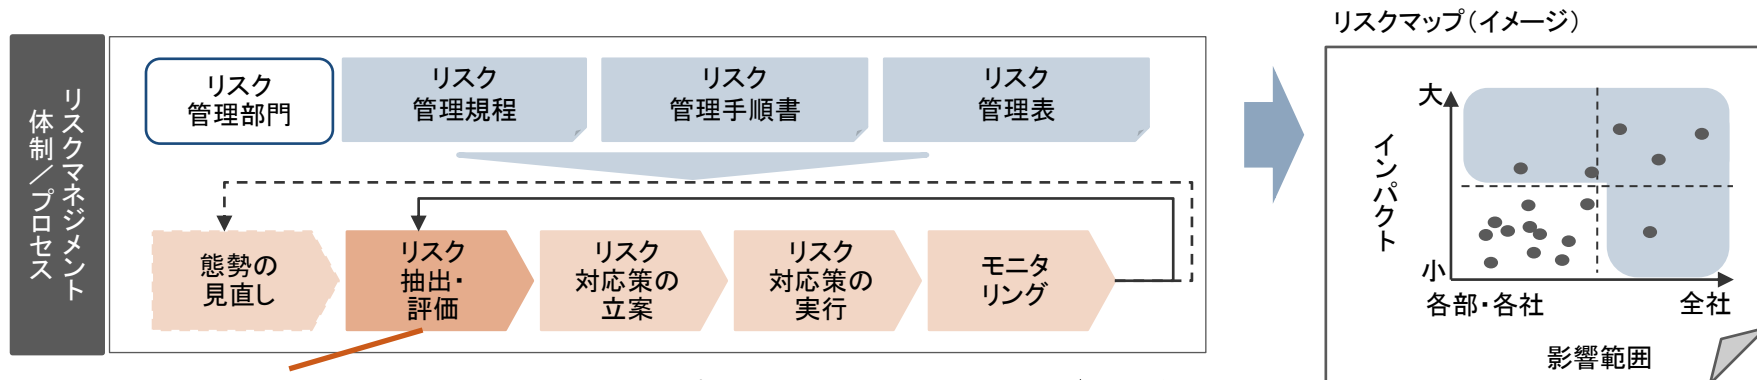 リスクマップ（イメージ）
リスクマネジメント
体制／プロセス
リスク
管理部門
リスク
管理規程
リスク
管理手順書
リスク
管理表
態勢の
見直し
リスク
抽出・
評価
リスク
対応策の
立案
リスク
対応策の
実行
モニタ
リング
大
インパクト
小
各部・各社
全社
影響範囲